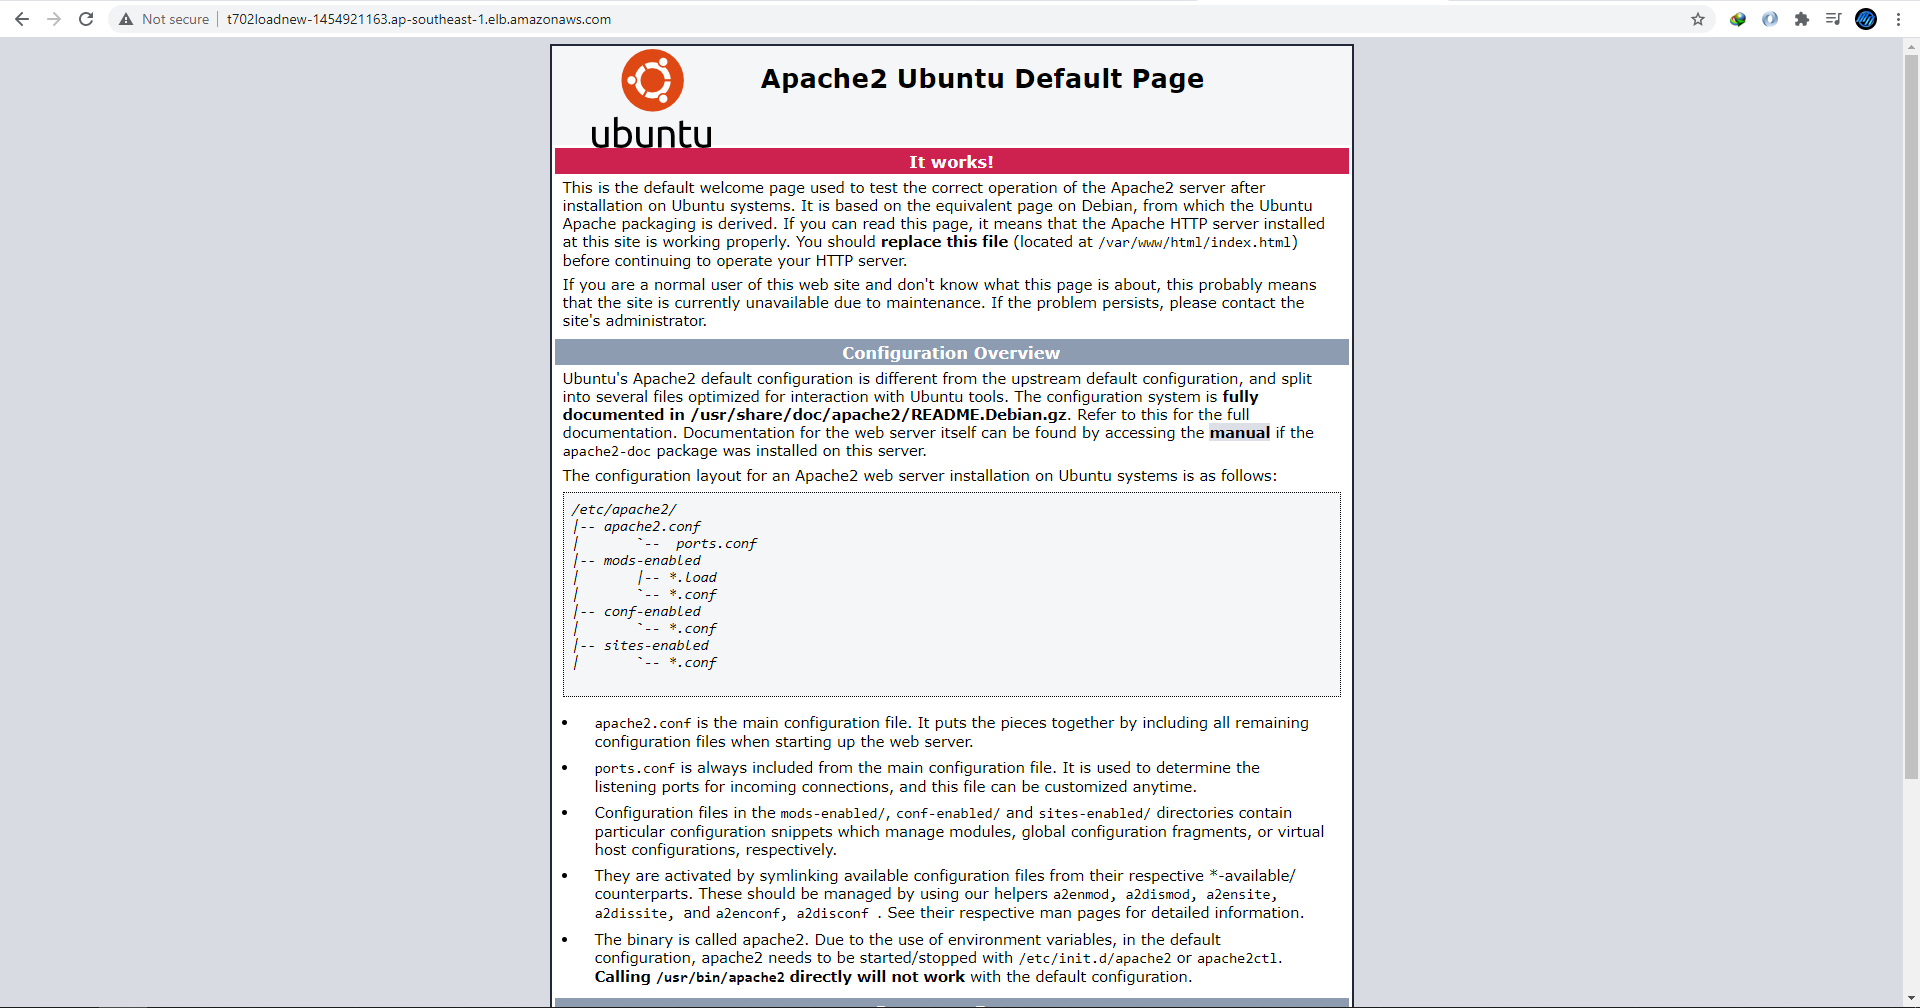 Not secure | t702loadnew-1454921163.ap-southeast-1.elb.amazonaws.com
ubuntu
Apache2 Ubuntu Default Page
It works!
This is the default welcome page used to test the correct operation of the Apache2 server after
installation on Ubuntu systems. It is based on the equivalent page on Debian, from which the Ubuntu
Apache packaging is derived. If you can read this page, it means that the Apache HTTP server installed
at this site is working properly. You should replace this file (located at /var/www/html/index.html)
before continuing to operate your HTTP server.
If you are a normal user of this web site and don't know what this page is about, this probably means
that the site is currently unavailable due to maintenance. If the problem persists, please contact the
site's administrator.
Configuration Overview
Ubuntu's Apache2 default configuration is different from the upstream default configuration, and split
into several files optimized for interaction with Ubuntu tools. The configuration system is fully
documented in /usr/share/doc/apache2/README.Debian.gz. Refer to this for the full
documentation. Documentation for the web server itself can be found by accessing the manual if the
apache2-doc package was installed on this server.
The configuration layout for an Apache2 web server installation on Ubuntu systems is as follows:
/etc/apache2/
|-- apache2.conf
|       `--  ports.conf
|-- mods-enabled
|       |-- *.load
|       `-- *.conf
|-- conf-enabled
|       `-- *.conf
|-- sites-enabled
|       `-- *.conf
• apache2.conf is the main configuration file. It puts the pieces together by including all remaining
configuration files when starting up the web server.
• ports.conf is always included from the main configuration file. It is used to determine the
listening ports for incoming connections, and this file can be customized anytime.
• Configuration files in the mods-enabled/, conf-enabled/ and sites-enabled/ directories contain
particular configuration snippets which manage modules, global configuration fragments, or virtual
host configurations, respectively.
• They are activated by symlinking available configuration files from their respective *-available/
counterparts. These should be managed by using our helpers a2enmod, a2dismod, a2ensite,
a2dissite, and a2enconf, a2disconf . See their respective man pages for detailed information.
• The binary is called apache2. Due to the use of environment variables, in the default
configuration, apache2 needs to be started/stopped with /etc/init.d/apache2 or apache2ctl.
Calling /usr/bin/apache2 directly will not work with the default configuration.